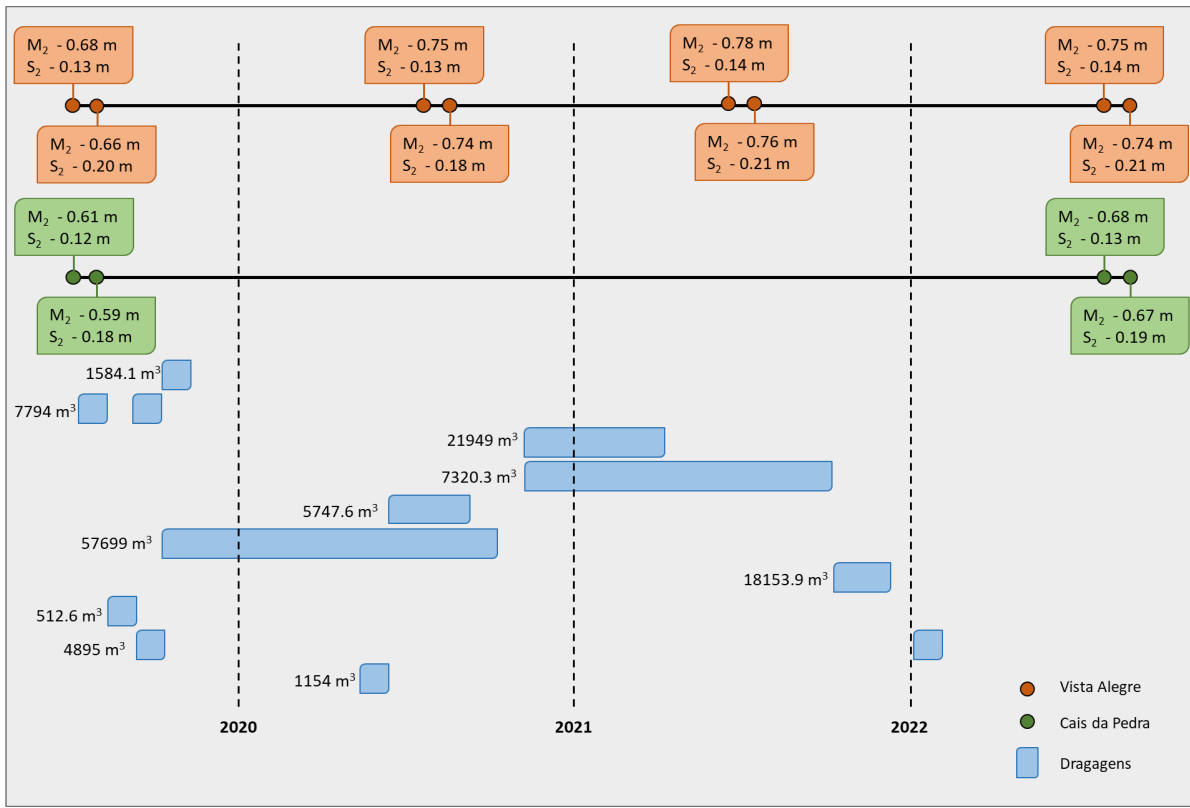 M₂ - 0.68 m
S₂ - 0.13 m
M₂ - 0.75 m
S₂ - 0.13 m
M₂ - 0.78 m
S₂ - 0.14 m
M₂ - 0.75 m
S₂ - 0.14 m
M₂ - 0.66 m
S₂ - 0.20 m
M₂ - 0.74 m
S₂ - 0.18 m
M₂ - 0.76 m
S₂ - 0.21 m
M₂ - 0.74 m
S₂ - 0.21 m
M₂ - 0.61 m
S₂ - 0.12 m
M₂ - 0.68 m
S₂ - 0.13 m
M₂ - 0.59 m
S₂ - 0.18 m
M₂ - 0.67 m
S₂ - 0.19 m
1584.1 m³
7794 m³
21949 m³
7320.3 m³
5747.6 m³
57699 m³
18153.9 m³
512.6 m³
4895 m³
1154 m³
2020
2021
2022
Vista Alegre
Cais da Pedra
Dragagens